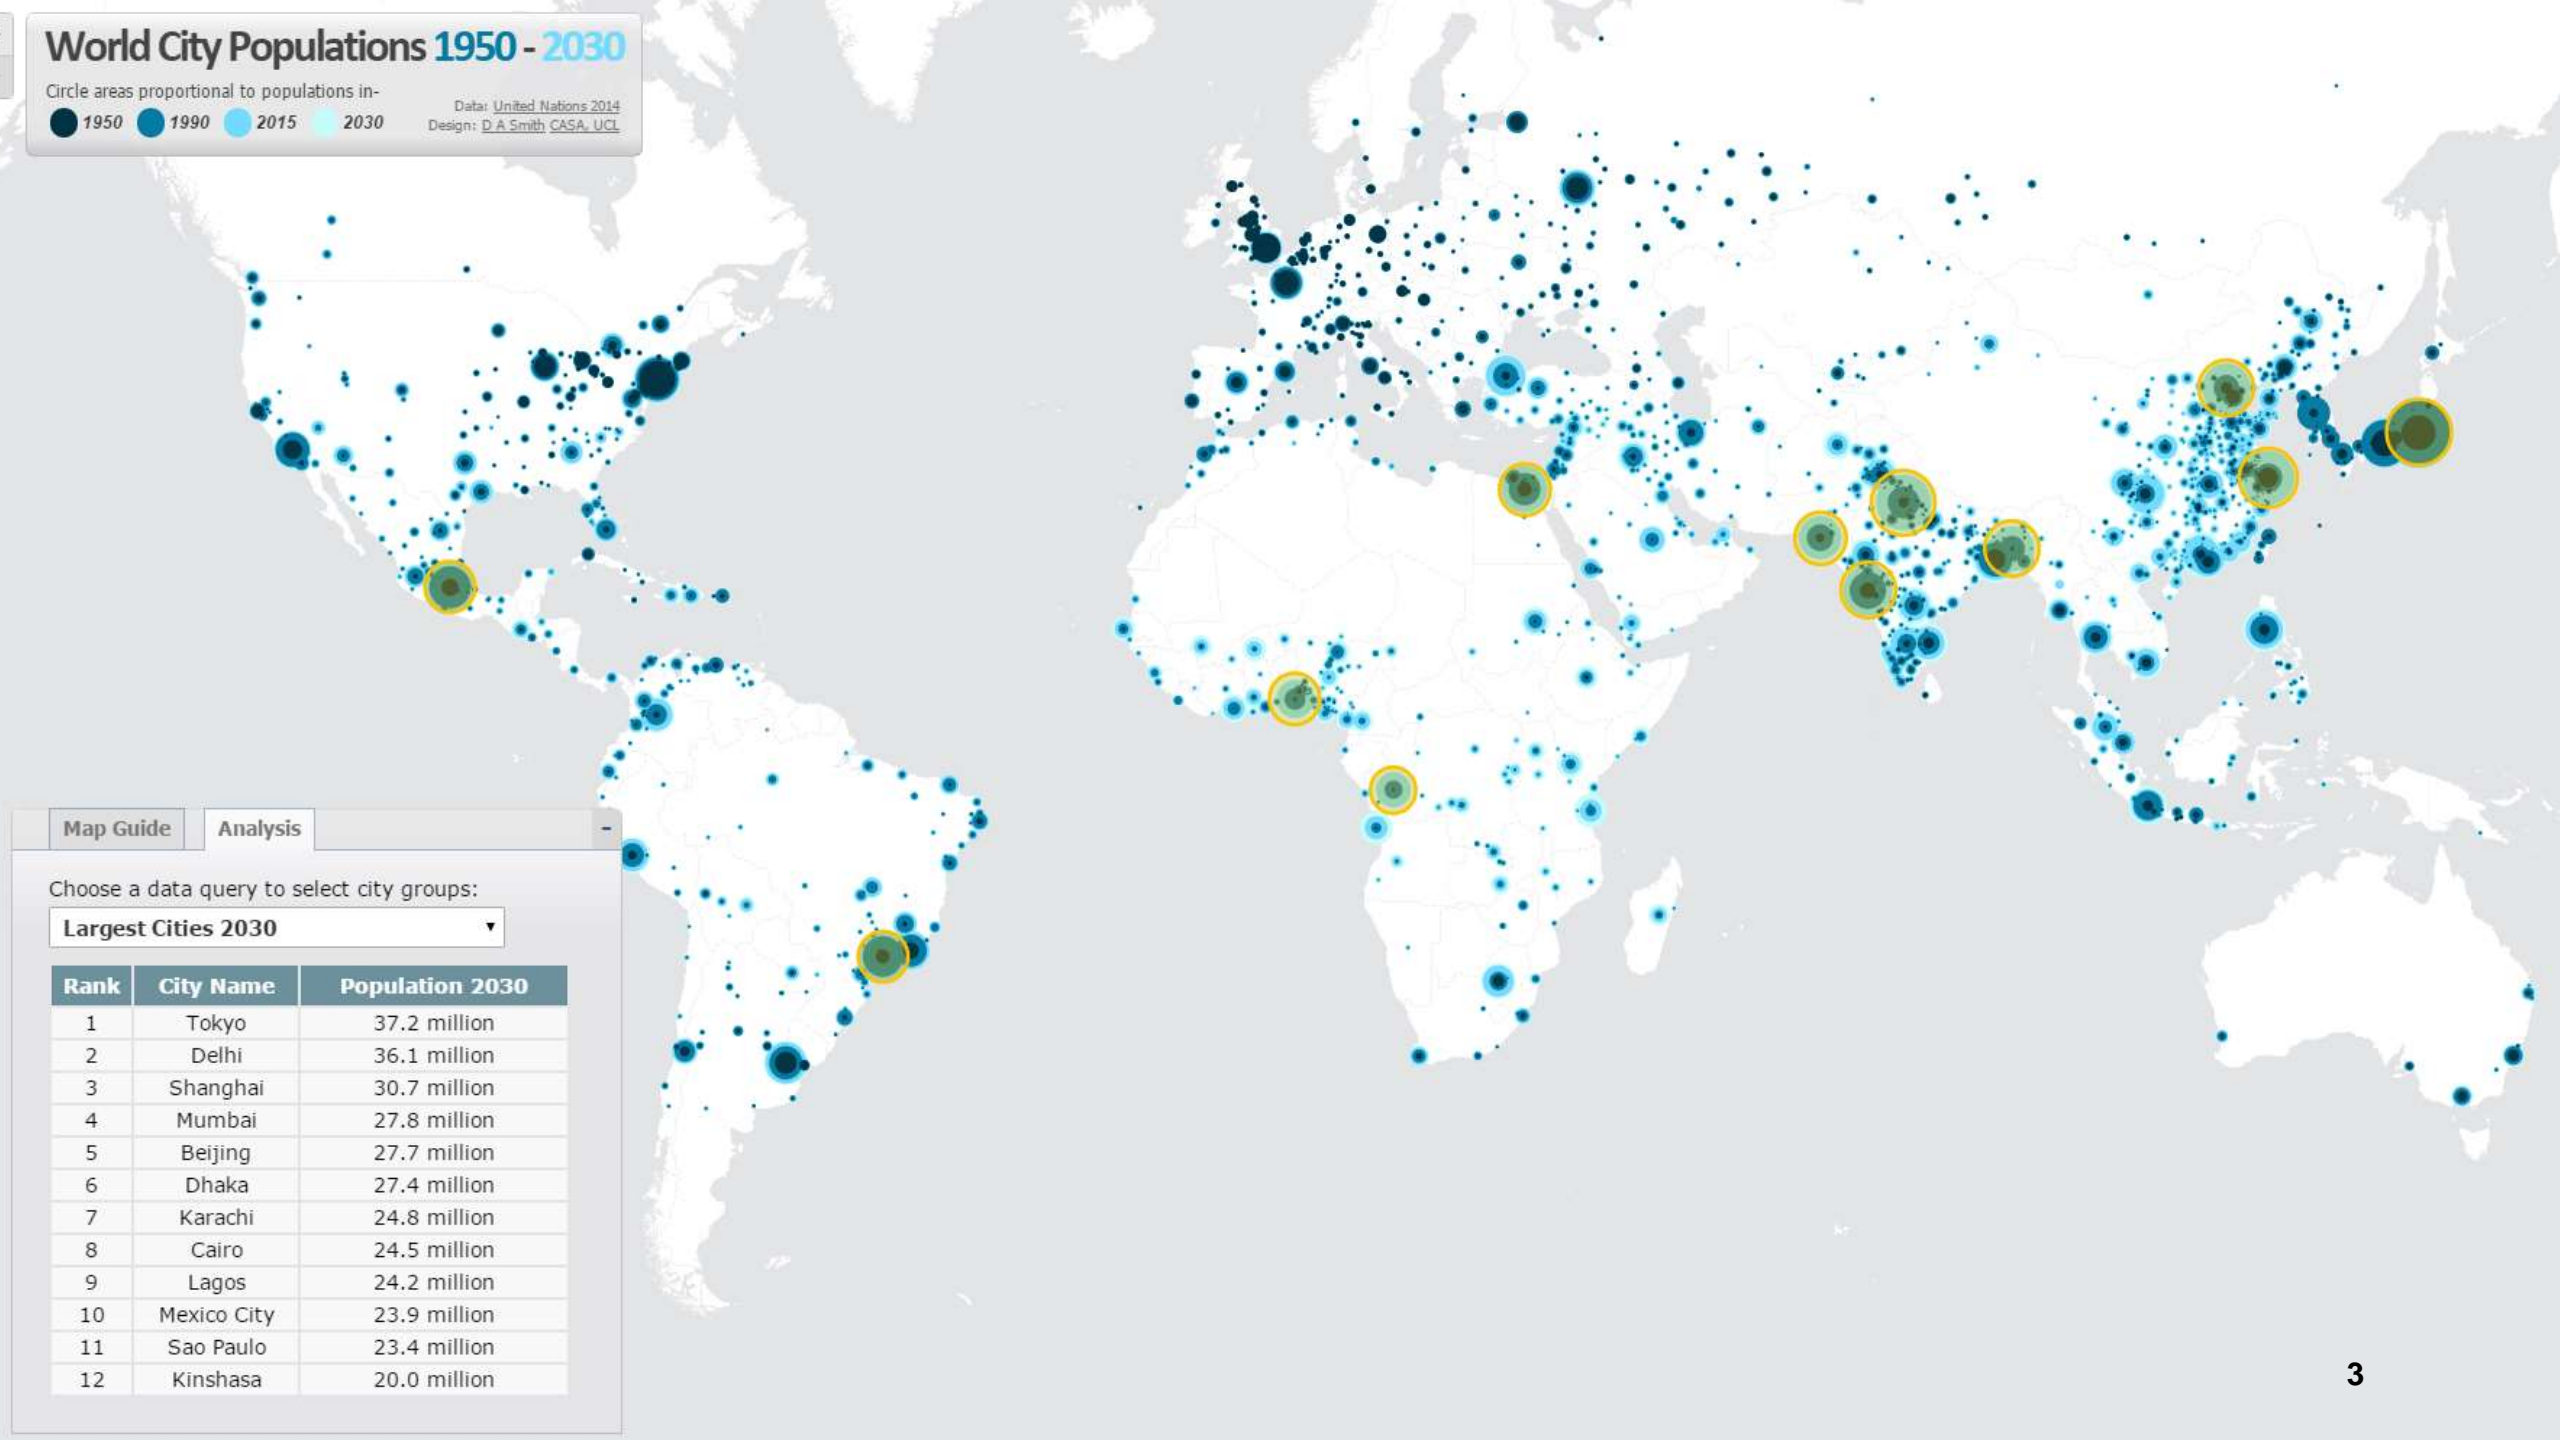 World City Populations 1950 - 2030
Circle areas proportional to populations in-
1950 1990 2015 2030
Data: United Nations 2014
Design: D A Smith CASA, UCL
Map Guide Analysis -
Choose a data query to select city groups:
Largest Cities 2030
Rank City Name Population 2030
1 Tokyo 37.2 million
2 Delhi 36.1 million
3 Shanghai 30.7 million
4 Mumbai 27.8 million
5 Beijing 27.7 million
6 Dhaka 27.4 million
7 Karachi 24.8 million
8 Cairo 24.5 million
9 Lagos 24.2 million
10 Mexico City 23.9 million
11 Sao Paulo 23.4 million
12 Kinshasa 20.0 million
3